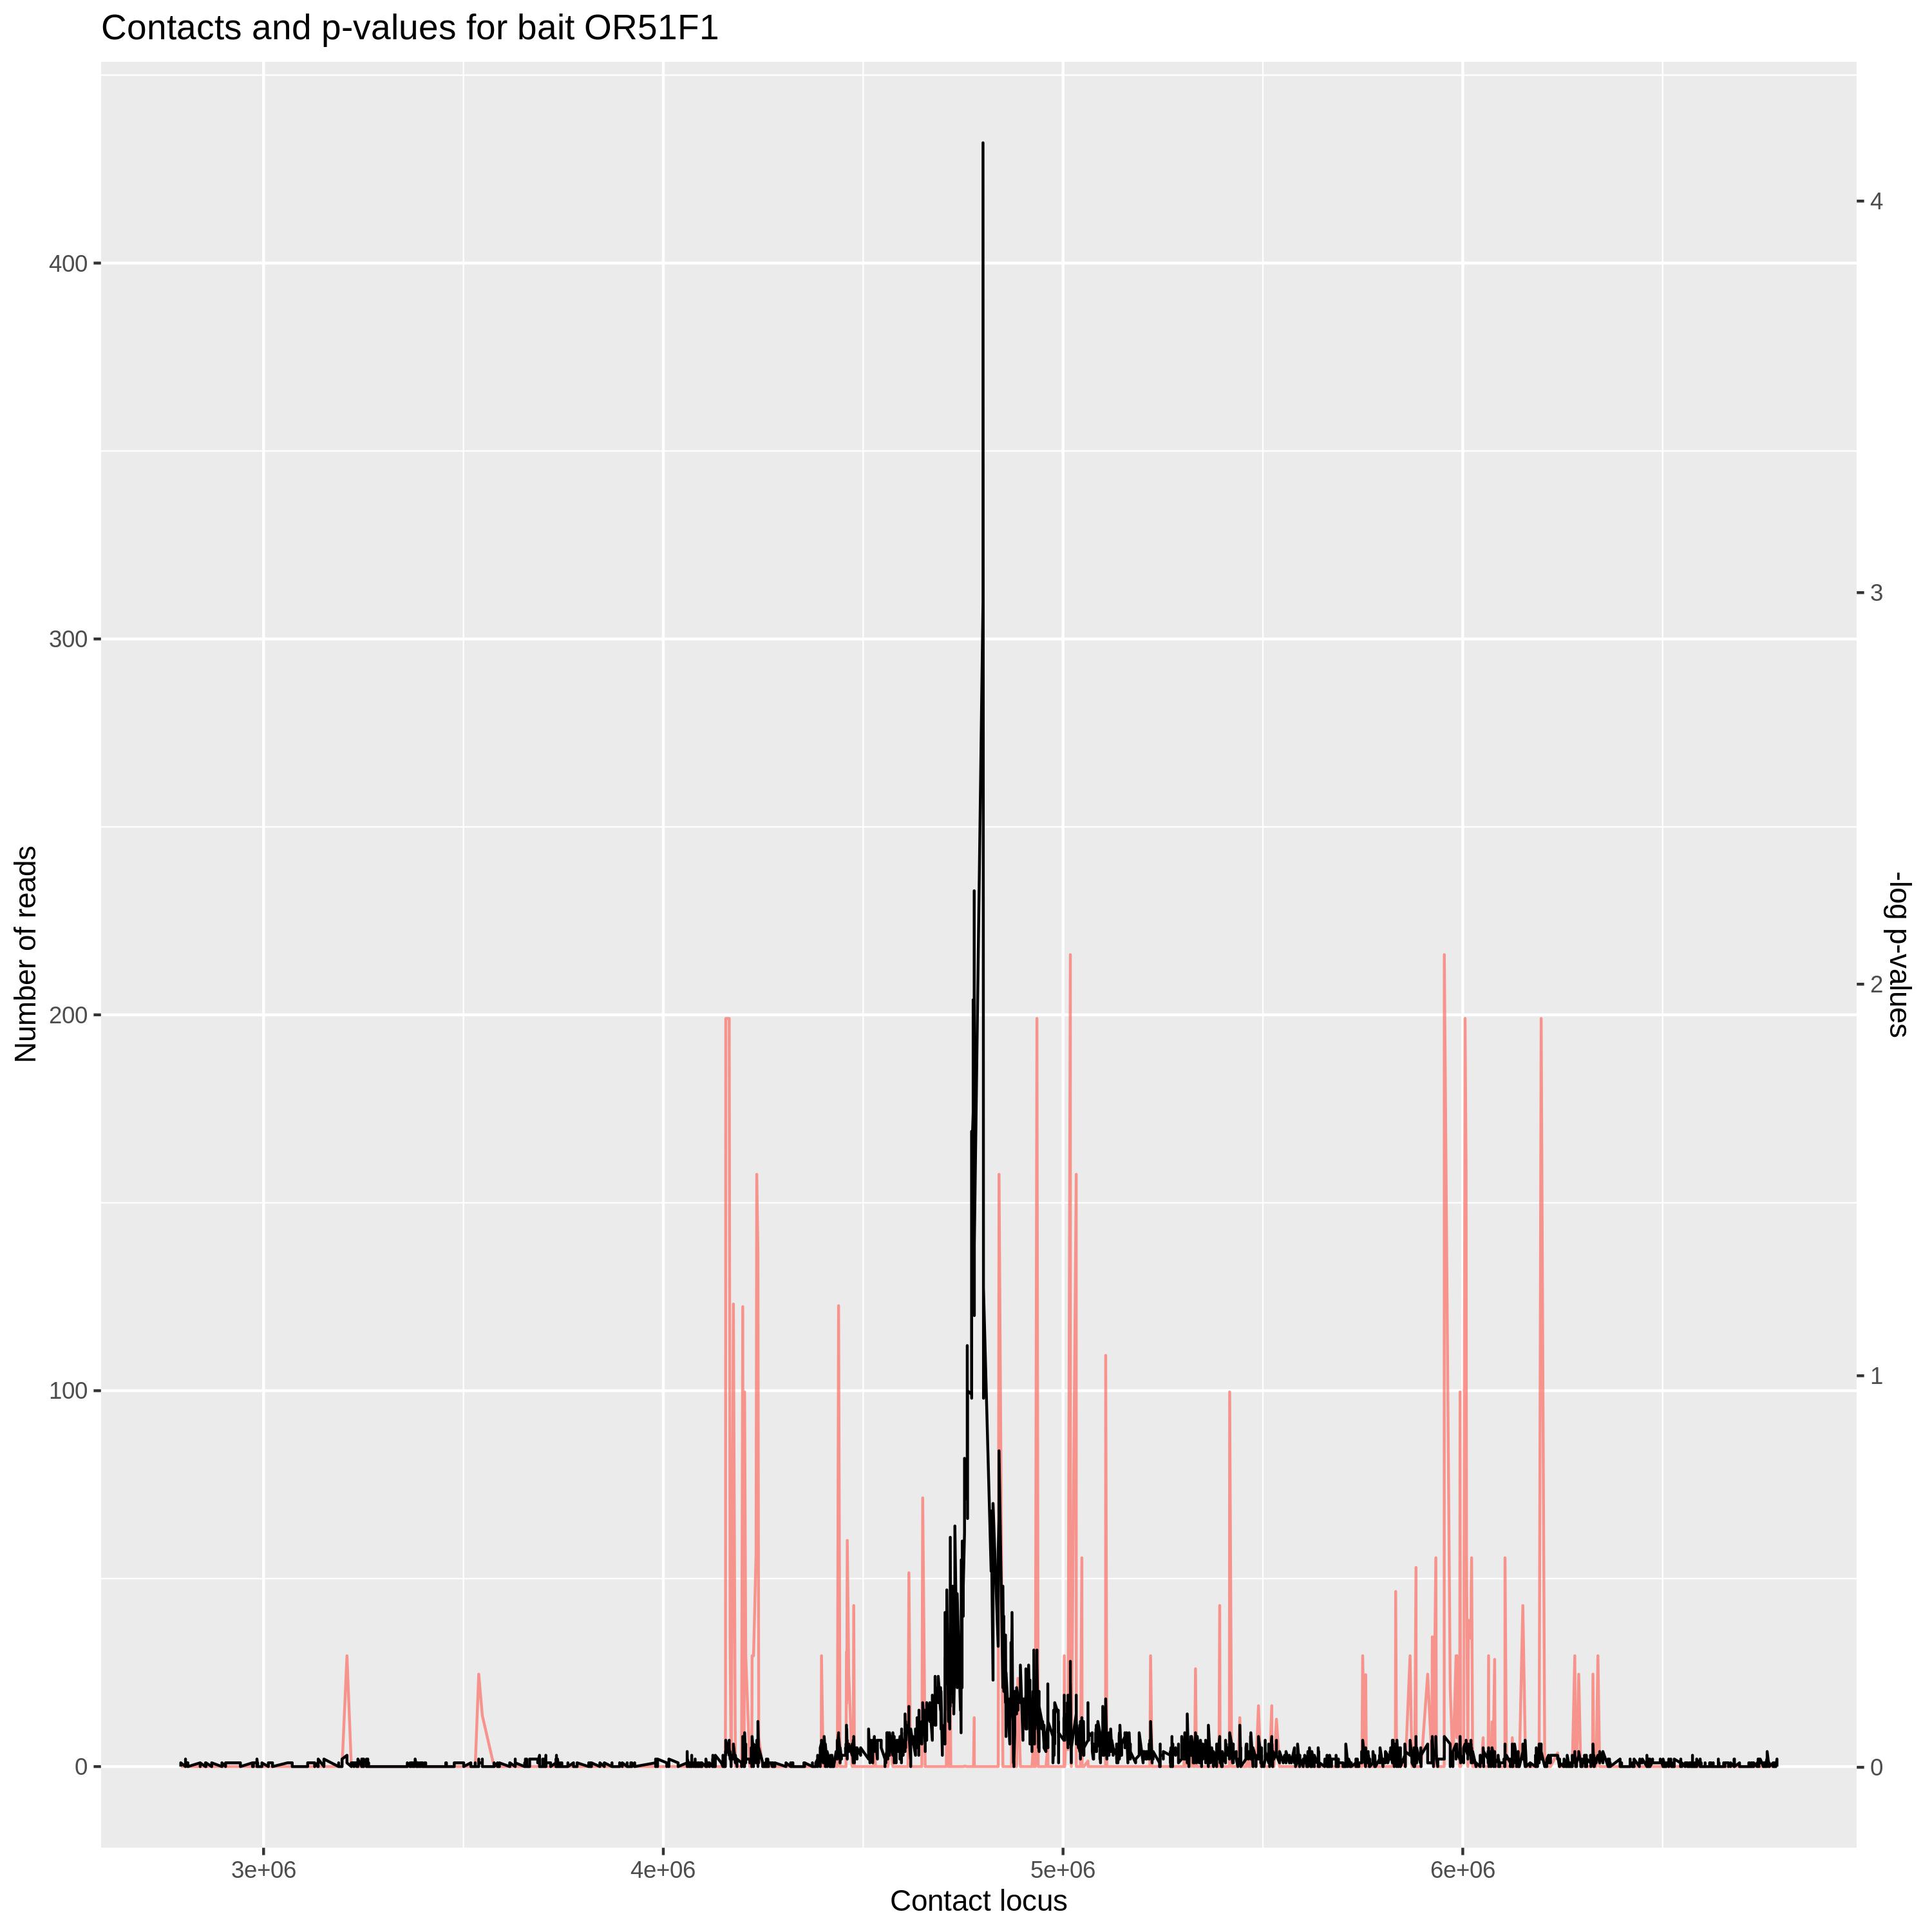 Contacts and p-values for bait OR51F1
400
300
200
100
0
Number of reads
4
3
2
1
0
-log p-values
3e+06
4e+06
5e+06
6e+06
Contact locus